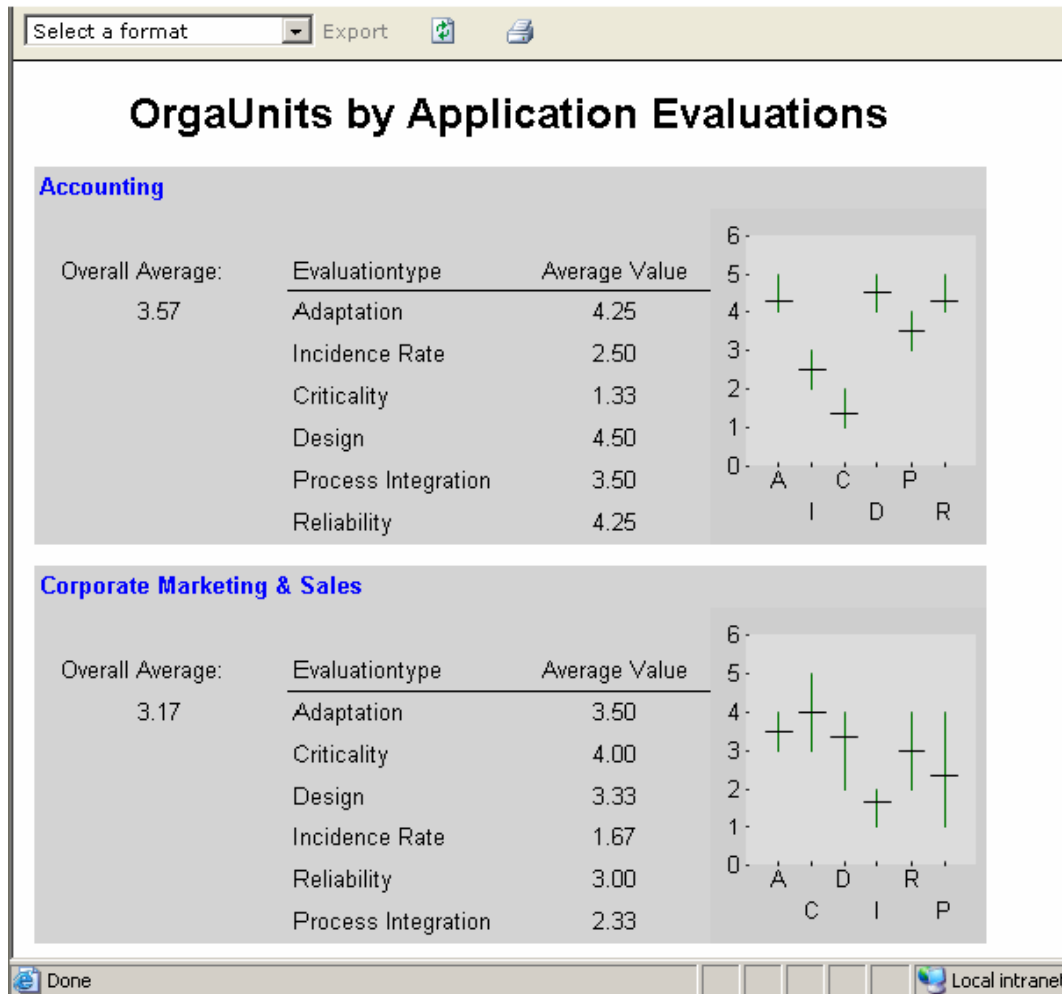 Select a format Export
OrgaUnits by Application Evaluations
Accounting
Overall Average: Evaluationtype Average Value
3.57 Adaptation 4.25
Incidence Rate 2.50
Criticality 1.33
Design 4.50
Process Integration 3.50
Reliability 4.25
6
5
4
3
2
1
0
A C P
I D R
Corporate Marketing & Sales
Overall Average: Evaluationtype Average Value
3.17 Adaptation 3.50
Criticality 4.00
Design 3.33
Incidence Rate 1.67
Reliability 3.00
Process Integration 2.33
6
5
4
3
2
1
0
A D R
C I P
Done Local intranet